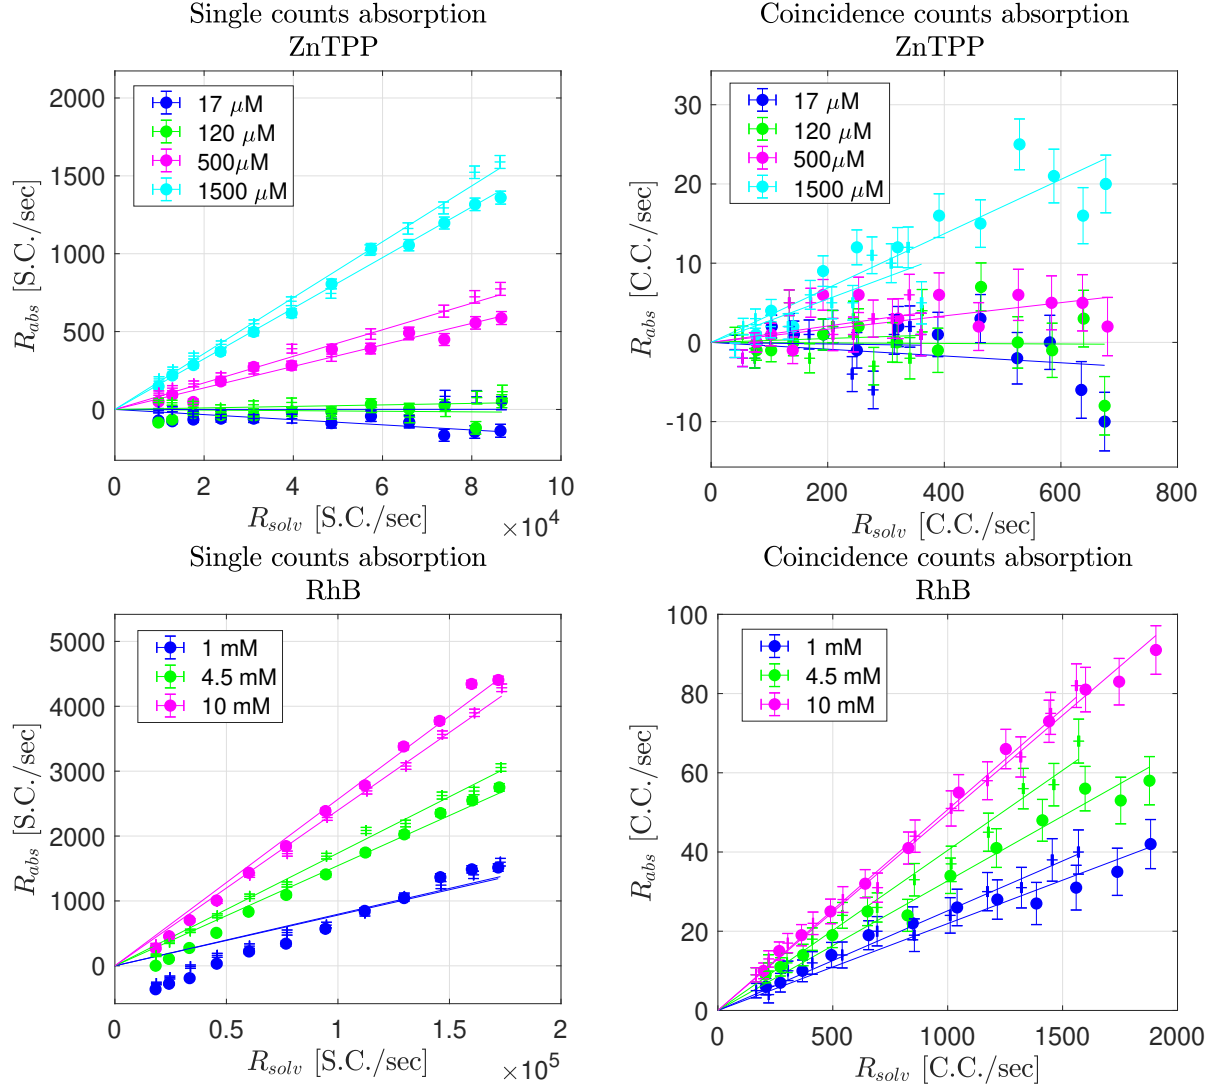 Single counts absorption
ZnTPP
2000
1500
1000
500
0
R_abs [S.C./sec]
17 μM
120 μM
500μM
1500 μM
0 2 4 6 8 10
×10^4
R_solv [S.C./sec]
Coincidence counts absorption
ZnTPP
30
20
10
0
-10
R_abs [C.C./sec]
17 μM
120 μM
500μM
1500 μM
0 200 400 600 800
R_solv [C.C./sec]
Single counts absorption
RhB
5000
4000
3000
2000
1000
0
R_abs [S.C./sec]
1 mM
4.5 mM
10 mM
0 0.5 1 1.5 2
×10^5
R_solv [S.C./sec]
Coincidence counts absorption
RhB
100
80
60
40
20
0
R_abs [C.C./sec]
1 mM
4.5 mM
10 mM
0 500 1000 1500 2000
R_solv [C.C./sec]